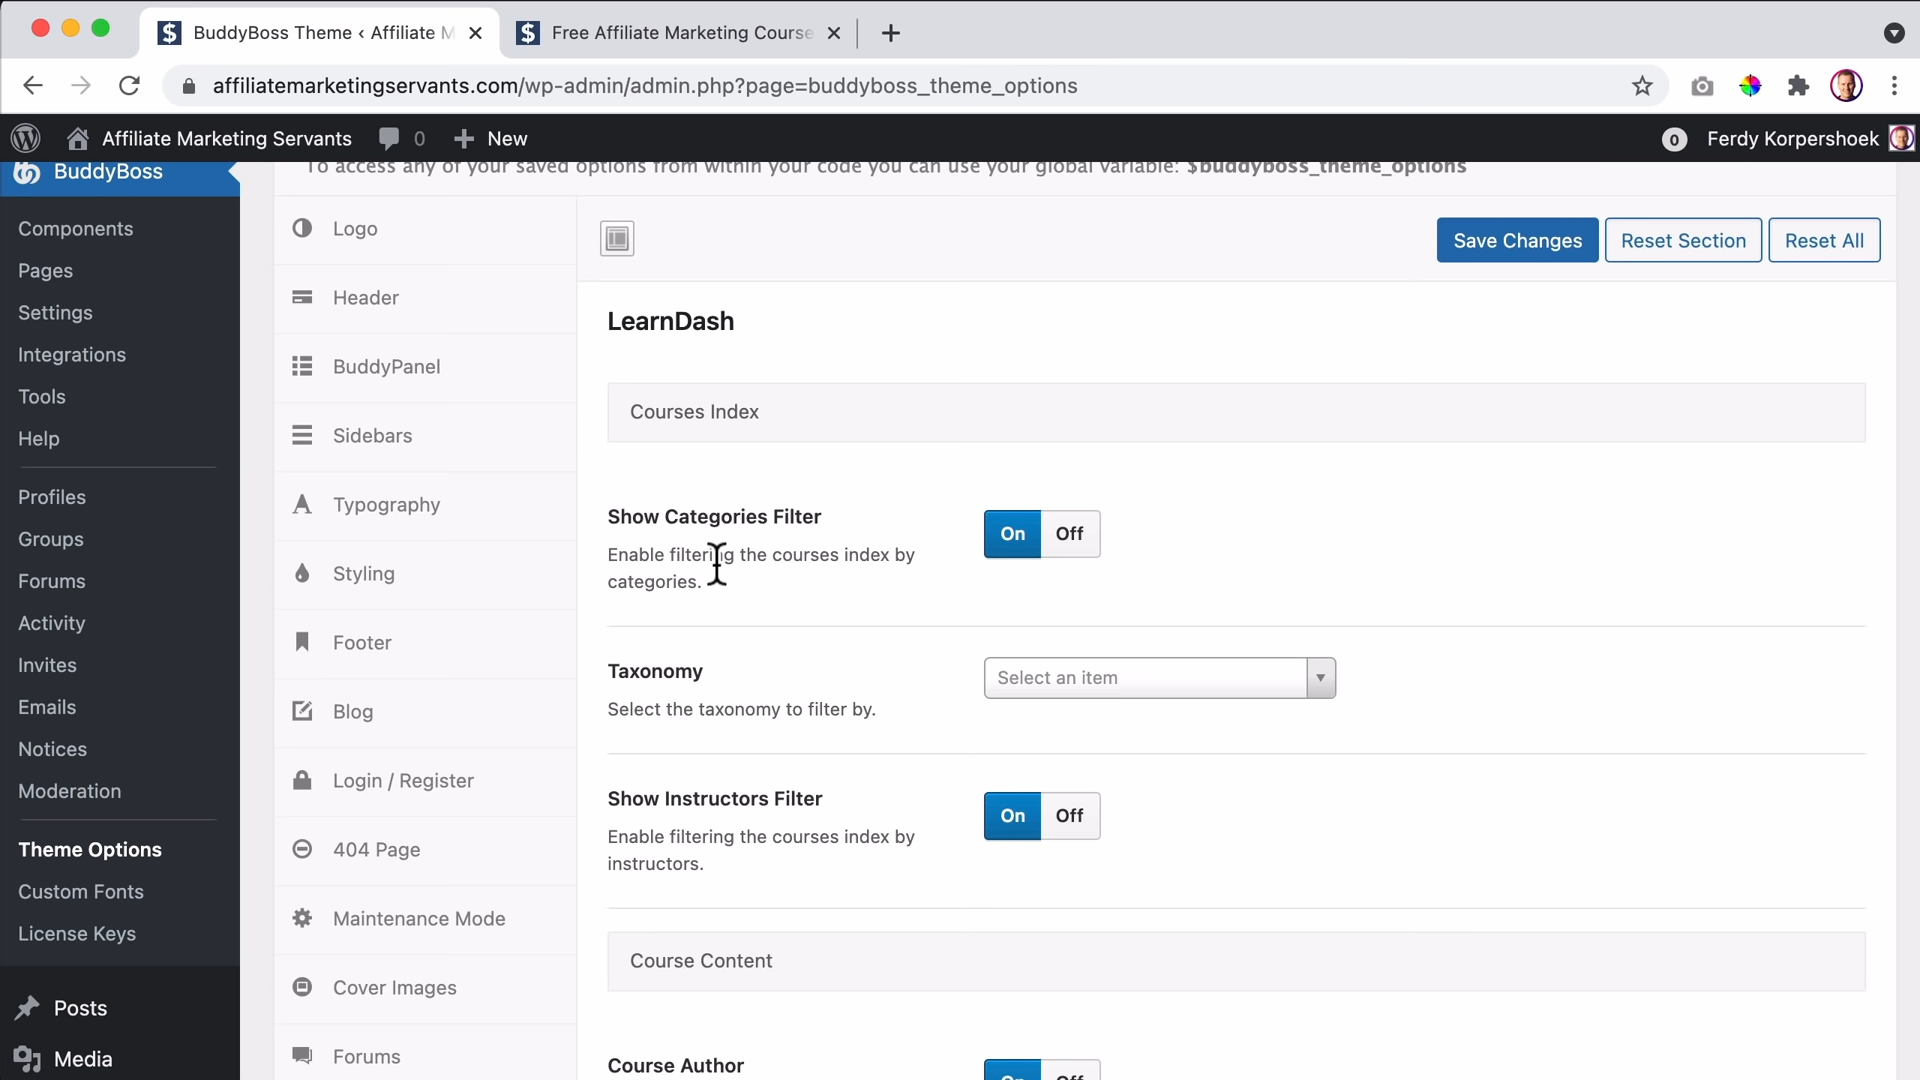 BuddyBoss Theme ‹ Affiliate M
Free Affiliate Marketing Course
affiliatemarketingservants.com/wp-admin/admin.php?page=buddyboss_theme_options
Affiliate Marketing Servants
0
New
0
Ferdy Korpershoek
BuddyBoss
Components
Pages
Settings
Integrations
Tools
Help
Profiles
Groups
Forums
Activity
Invites
Emails
Notices
Moderation
Theme Options
Custom Fonts
License Keys
Posts
Media
To access any of your saved options from within your code you can use your global variable: $buddyboss_theme_options
Logo
Header
BuddyPanel
Sidebars
Typography
Styling
Footer
Blog
Login / Register
404 Page
Maintenance Mode
Cover Images
Forums
Save Changes
Reset Section
Reset All
LearnDash
Courses Index
Show Categories Filter
Enable filtering the courses index by
categories.
On Off
Taxonomy
Select the taxonomy to filter by.
Select an item
Show Instructors Filter
Enable filtering the courses index by
instructors.
On Off
Course Content
Course Author
On Off